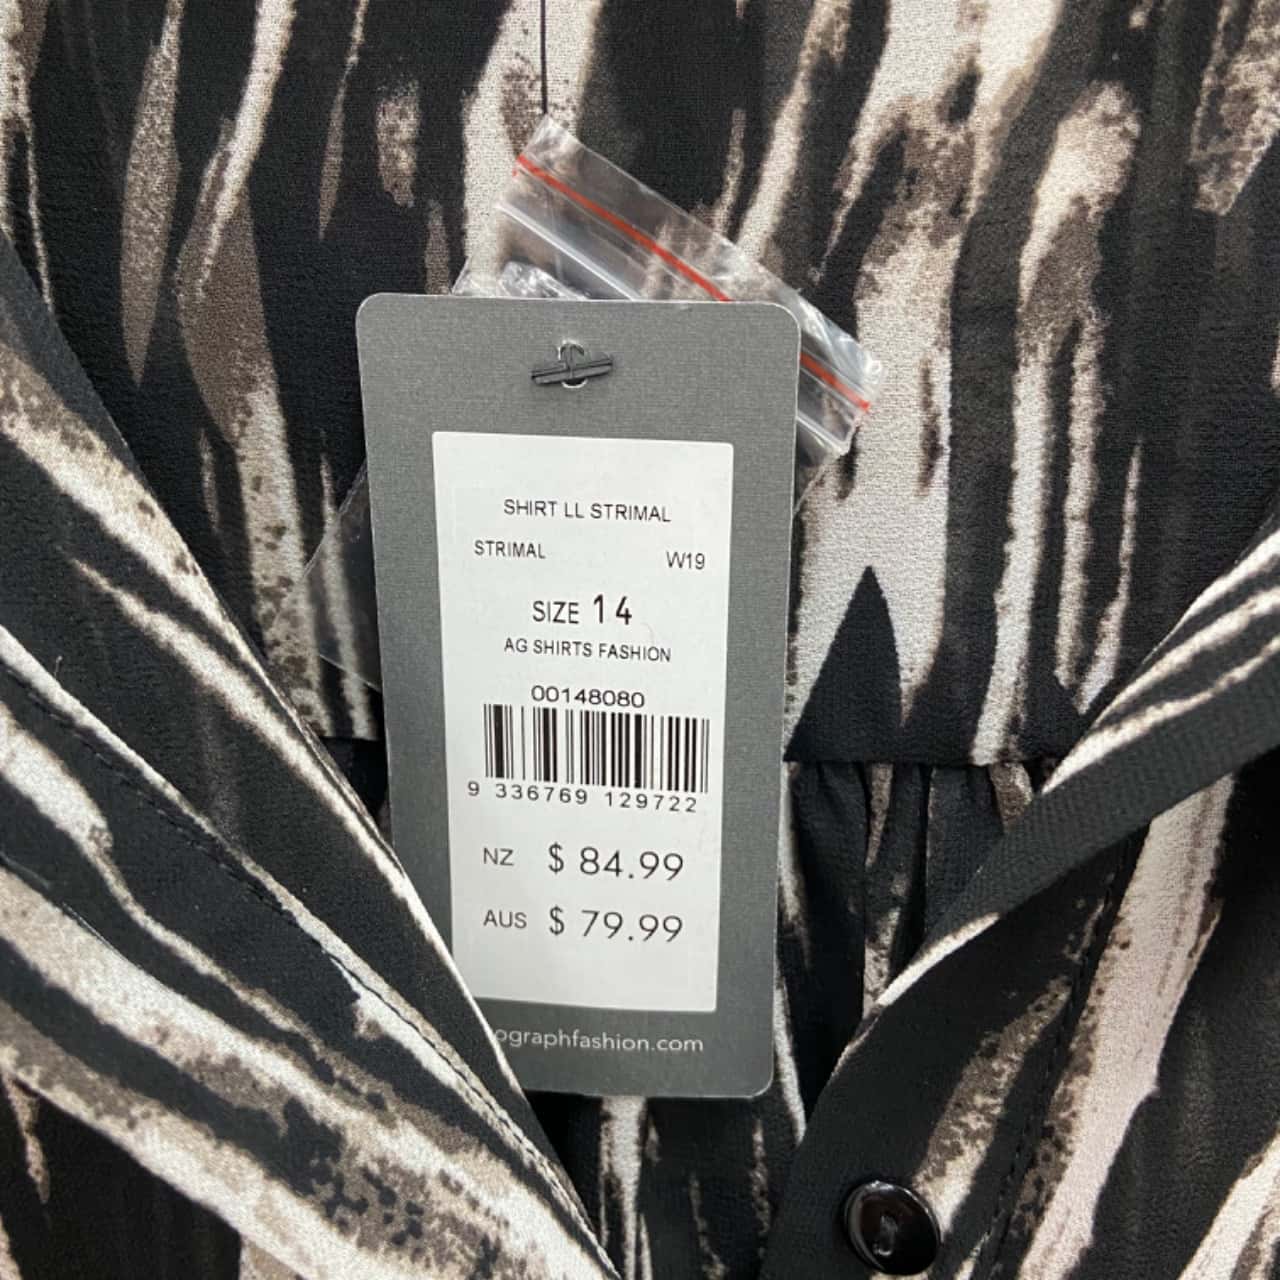 SHIRT LL STRIMAL
STRIMAL W19
SIZE 14
AG SHIRTS FASHION
00148080
9 336769 129722
NZ $ 84.99
AUS $ 79.99
ographfashion.com